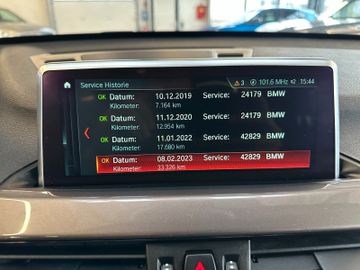 Service Historie
3 101.6 MHz 15:44
OK Datum: 10.12.2019 Service: 24179 BMW
Kilometer: 7.164 km
OK Datum: 11.12.2020 Service: 24179 BMW
Kilometer: 12.954 km
OK Datum: 11.01.2022 Service: 42829 BMW
Kilometer: 17.680 km
OK Datum: 08.02.2023 Service: 42829 BMW
Kilometer: 23.326 km